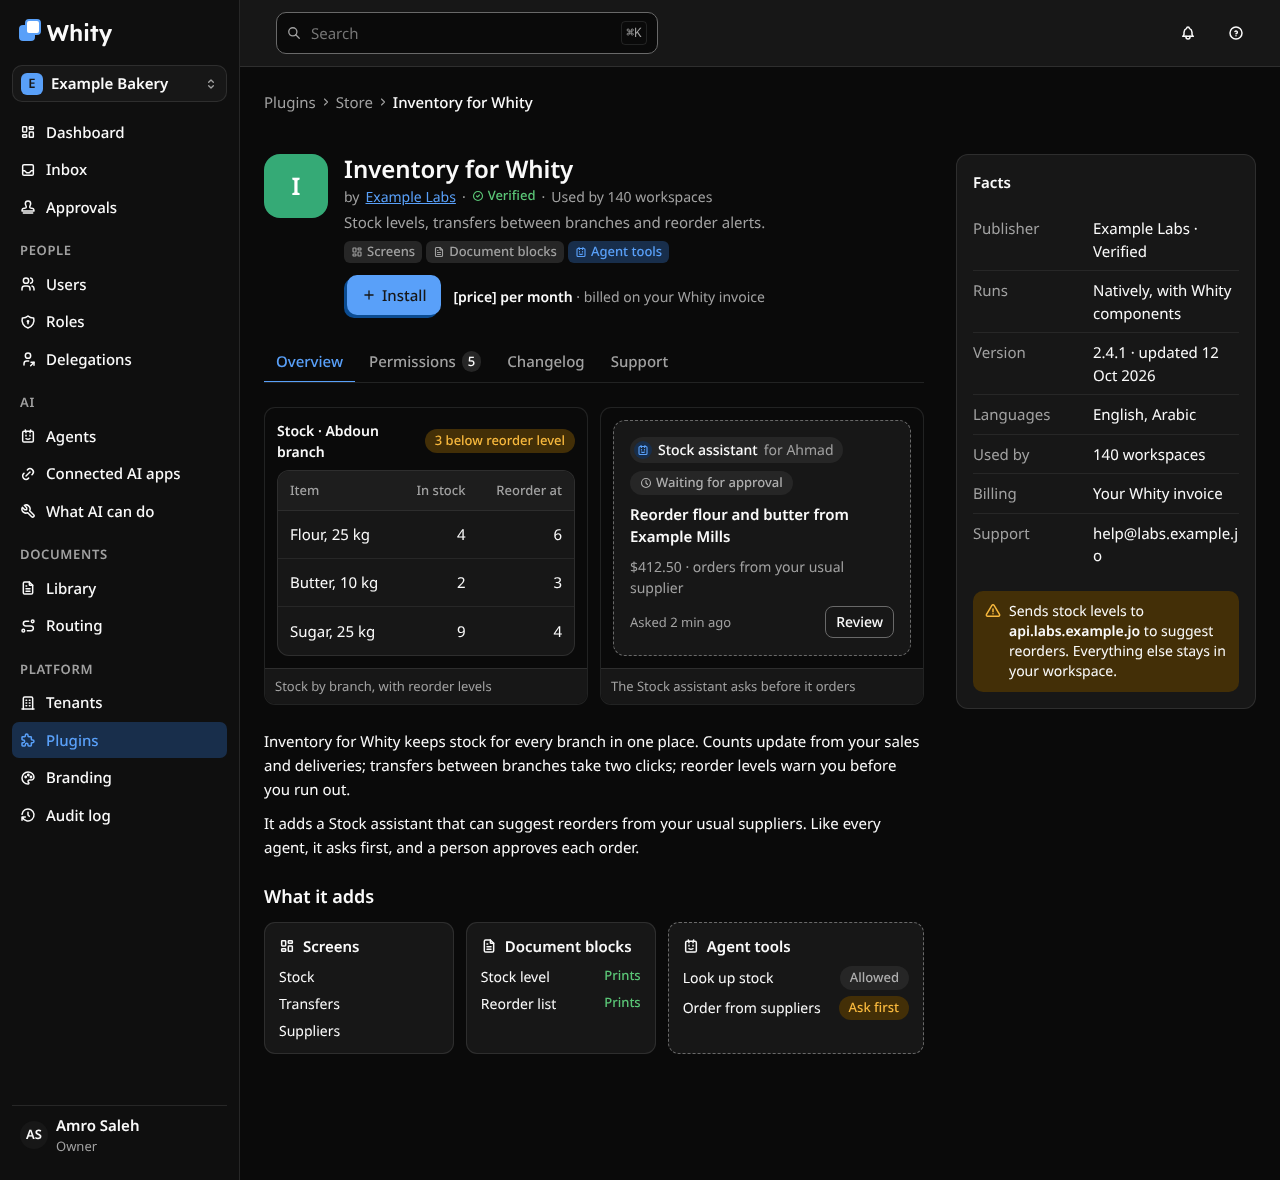 Whity
Search
⌘K
E
Example Bakery
Dashboard
Inbox
Approvals
PEOPLE
Users
Roles
Delegations
AI
Agents
Connected AI apps
What AI can do
DOCUMENTS
Library
Routing
PLATFORM
Tenants
Plugins
Branding
Audit log
AS
Amro Saleh
Owner
Plugins
Store
Inventory for Whity
I
Inventory for Whity
by Example Labs · Verified · Used by 140 workspaces
Stock levels, transfers between branches and reorder alerts.
Screens
Document blocks
Agent tools
Install
[price] per month · billed on your Whity invoice
Overview
Permissions 5
Changelog
Support
Stock · Abdoun
branch
3 below reorder level
Item In stock Reorder at
Flour, 25 kg 4 6
Butter, 10 kg 2 3
Sugar, 25 kg 9 4
Stock by branch, with reorder levels
Stock assistant for Ahmad
Waiting for approval
Reorder flour and butter from
Example Mills
$412.50 · orders from your usual
supplier
Asked 2 min ago
Review
The Stock assistant asks before it orders
Inventory for Whity keeps stock for every branch in one place. Counts update from your sales
and deliveries; transfers between branches take two clicks; reorder levels warn you before
you run out.
It adds a Stock assistant that can suggest reorders from your usual suppliers. Like every
agent, it asks first, and a person approves each order.
What it adds
Screens
Stock
Transfers
Suppliers
Document blocks
Stock level Prints
Reorder list Prints
Agent tools
Look up stock Allowed
Order from suppliers Ask first
Facts
Publisher Example Labs ·
Verified
Runs Natively, with Whity
components
Version 2.4.1 · updated 12
Oct 2026
Languages English, Arabic
Used by 140 workspaces
Billing Your Whity invoice
Support help@labs.example.j
o
Sends stock levels to
api.labs.example.jo to suggest
reorders. Everything else stays in
your workspace.